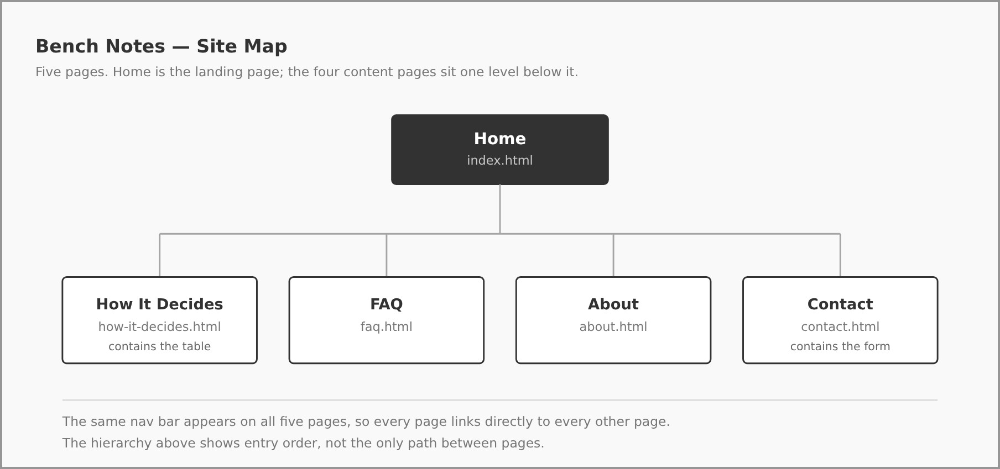 Bench Notes — Site Map
Five pages. Home is the landing page; the four content pages sit one level below it.
Home
index.html
How It Decides
how-it-decides.html
contains the table
FAQ
faq.html
About
about.html
Contact
contact.html
contains the form
The same nav bar appears on all five pages, so every page links directly to every other page.
The hierarchy above shows entry order, not the only path between pages.